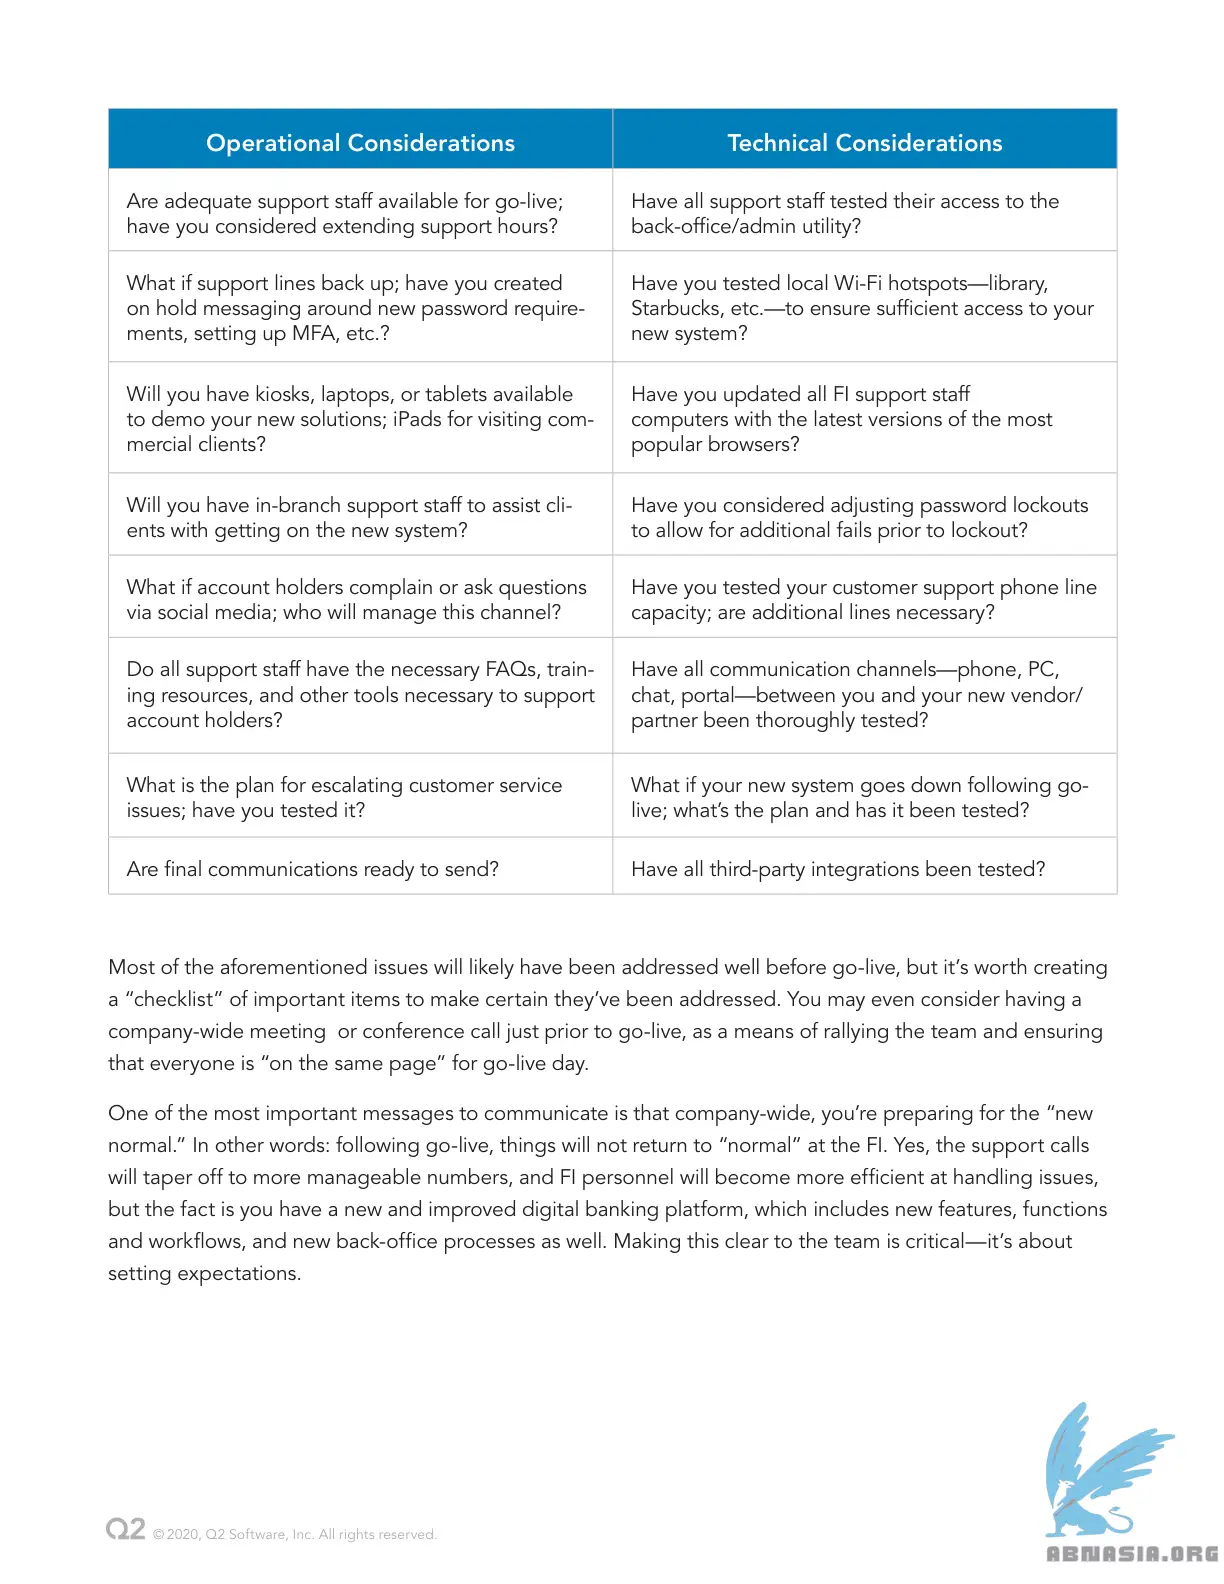 Operational Considerations
Technical Considerations
Are adequate support staff available for go-live;
have you considered extending support hours?
Have all support staff tested their access to the
back-office/admin utility?
What if support lines back up; have you created
on hold messaging around new password require-
ments, setting up MFA, etc.?
Have you tested local Wi-Fi hotspots—library,
Starbucks, etc.—to ensure sufficient access to your
new system?
Will you have kiosks, laptops, or tablets available
to demo your new solutions; iPads for visiting com-
mercial clients?
Have you updated all FI support staff
computers with the latest versions of the most
popular browsers?
Will you have in-branch support staff to assist cli-
ents with getting on the new system?
Have you considered adjusting password lockouts
to allow for additional fails prior to lockout?
What if account holders complain or ask questions
via social media; who will manage this channel?
Have you tested your customer support phone line
capacity; are additional lines necessary?
Do all support staff have the necessary FAQs, train-
ing resources, and other tools necessary to support
account holders?
Have all communication channels—phone, PC,
chat, portal—between you and your new vendor/
partner been thoroughly tested?
What is the plan for escalating customer service
issues; have you tested it?
What if your new system goes down following go-
live; what’s the plan and has it been tested?
Are final communications ready to send?
Have all third-party integrations been tested?
Most of the aforementioned issues will likely have been addressed well before go-live, but it’s worth creating
a “checklist” of important items to make certain they’ve been addressed. You may even consider having a
company-wide meeting  or conference call just prior to go-live, as a means of rallying the team and ensuring
that everyone is “on the same page” for go-live day.
One of the most important messages to communicate is that company-wide, you’re preparing for the “new
normal.” In other words: following go-live, things will not return to “normal” at the FI. Yes, the support calls
will taper off to more manageable numbers, and FI personnel will become more efficient at handling issues,
but the fact is you have a new and improved digital banking platform, which includes new features, functions
and workflows, and new back-office processes as well. Making this clear to the team is critical—it’s about
setting expectations.
Q2 © 2020, Q2 Software, Inc. All rights reserved.
ABNASIA.ORG